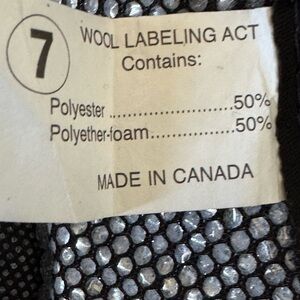 7
WOOL LABELING ACT
Contains:
Polyester ........................50%
Polyether-foam................50%
MADE IN CANADA